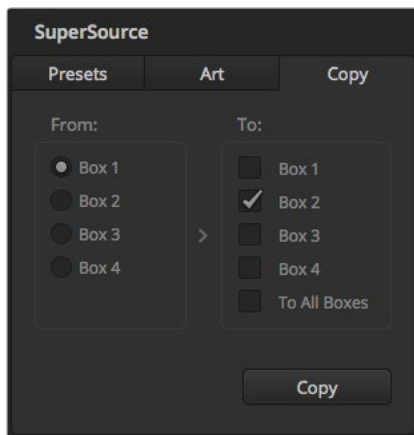 SuperSource
Presets Art Copy
From: To:
Box 1 Box 1
Box 2 Box 2
Box 3 > Box 3
Box 4 Box 4
To All Boxes
Copy